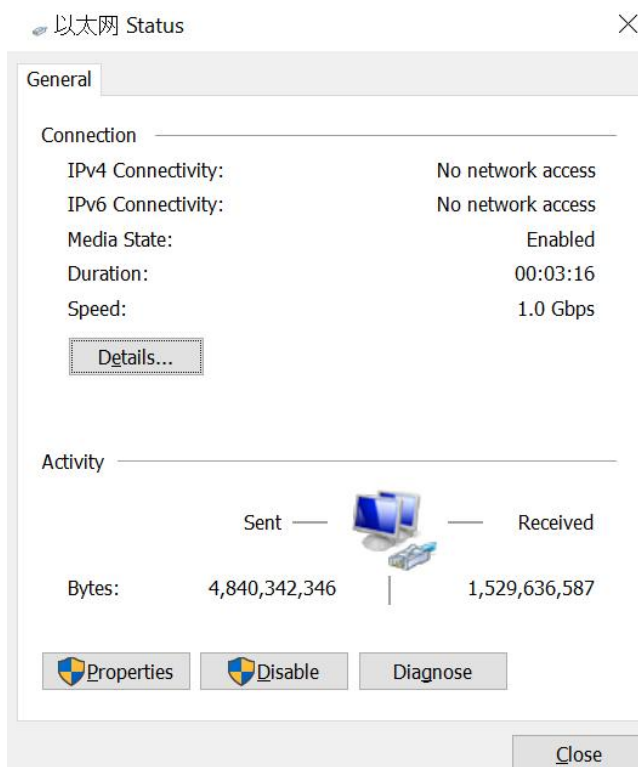 以太网 Status
General
Connection
IPv4 Connectivity: No network access
IPv6 Connectivity: No network access
Media State: Enabled
Duration: 00:03:16
Speed: 1.0 Gbps
Details...
Activity
Sent Received
Bytes: 4,840,342,346 1,529,636,587
Properties Disable Diagnose
Close